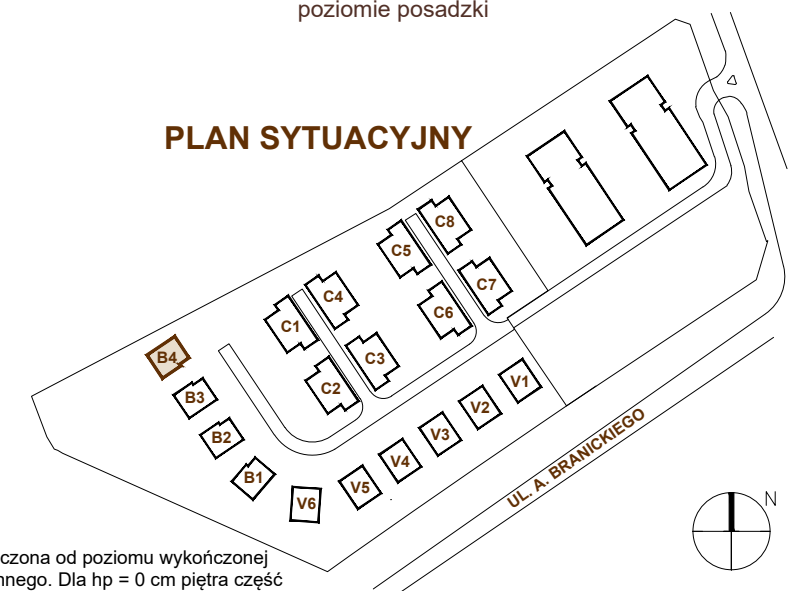 poziomie posadzki
PLAN SYTUACYJNY
C8
C5
C4
C7
C1
C6
B4
C3
C2
V1
B3
V2
B2
V3
V4
B1
V5
V6
UL. A. BRANICKIEGO
N
czona od poziomu wykończonej
nnego. Dla hp = 0 cm piętra część